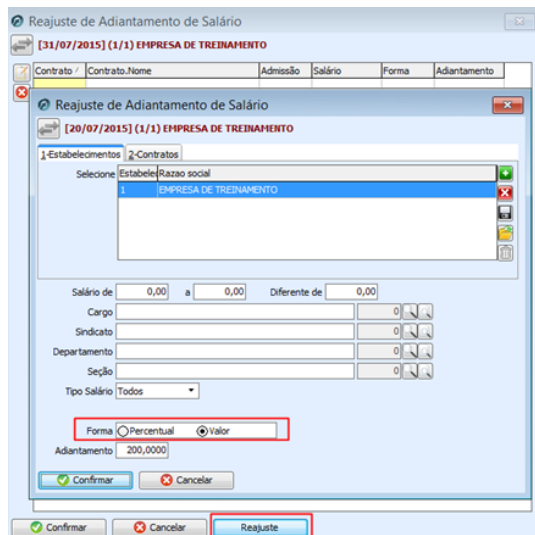 Reajuste de Adiantamento de Salário
[31/07/2015] (1/1) EMPRESA DE TREINAMENTO
Contrato Contrato.Nome Admissão Salário Forma Adiantamento
Reajuste de Adiantamento de Salário
[20/07/2015] (1/1) EMPRESA DE TREINAMENTO
1-Estabelecimentos 2-Contratos
Selecione Estabelec Razao social
1 EMPRESA DE TREINAMENTO
Salário de 0,00 a 0,00 Diferente de 0,00
Cargo 0
Sindicato 0
Departamento 0
Seção 0
Tipo Salário Todos
Forma Percentual Valor
Adiantamento 200,0000
Confirmar Cancelar
Confirmar Cancelar Reajuste